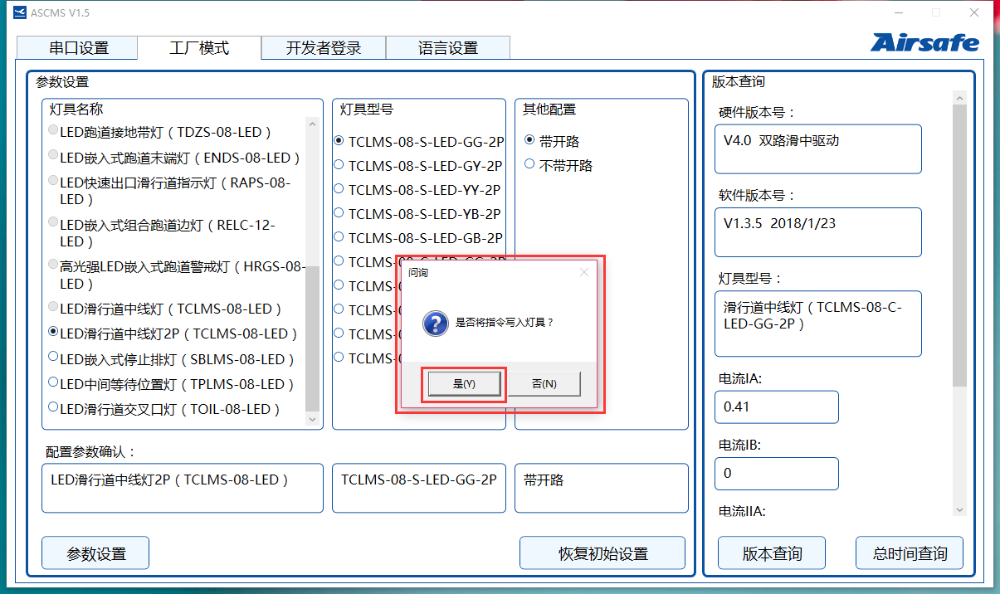 ASCMS V1.5
串口设置
工厂模式
开发者登录
语言设置
Airsafe
参数设置
灯具名称
LED跑道接地带灯（TDZS-08-LED）
LED嵌入式跑道末端灯（ENDS-08-LED）
LED快速出口滑行道指示灯（RAPS-08-
LED）
LED嵌入式组合跑道边灯（RELC-12-
LED）
高光强LED嵌入式跑道警戒灯（HRGS-08-
LED）
LED滑行道中线灯（TCLMS-08-LED）
LED滑行道中线灯2P（TCLMS-08-LED）
LED嵌入式停止排灯（SBLMS-08-LED）
LED中间等待位置灯（TPLMS-08-LED）
LED滑行道交叉口灯（TOIL-08-LED）
灯具型号
TCLMS-08-S-LED-GG-2P
TCLMS-08-S-LED-GY-2P
TCLMS-08-S-LED-YY-2P
TCLMS-08-S-LED-YB-2P
TCLMS-08-S-LED-GB-2P
TCLMS-
TCLMS-
TCLMS-
TCLMS-
TCLMS-
其他配置
带开路
不带开路
问询
是否将指令写入灯具？
是(Y)
否(N)
配置参数确认：
LED滑行道中线灯2P（TCLMS-08-LED）
TCLMS-08-S-LED-GG-2P
带开路
参数设置
恢复初始设置
版本查询
硬件版本号：
V4.0 双路滑中驱动
软件版本号：
V1.3.5 2018/1/23
灯具型号：
滑行道中线灯（TCLMS-08-C-
LED-GG-2P）
电流IA:
0.41
电流IB:
0
电流IIA:
版本查询
总时间查询